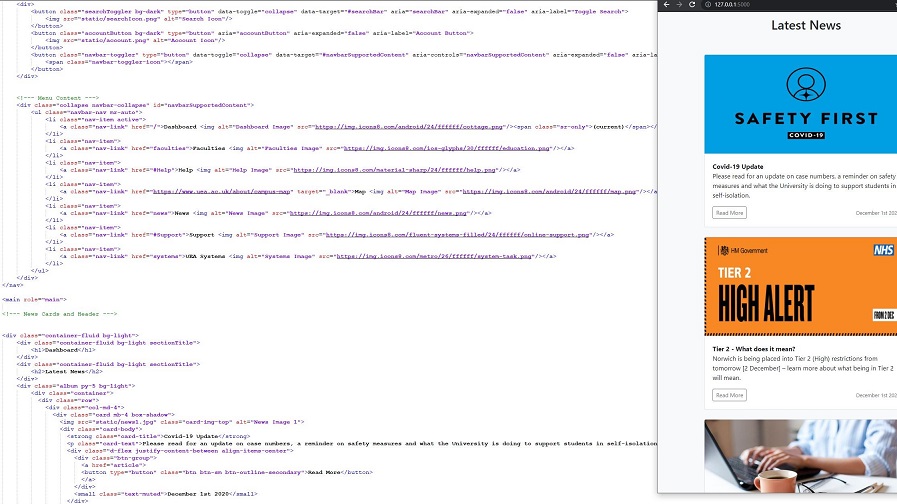 <div>
<button class="searchToggler bg-dark" type="button" data-toggle="collapse" data-target="#searchBar" aria="searchBar" aria-expanded="false" aria-label="Toggle Search">
<img src="static/searchIcon.png" alt="Search Icon"/>
</button>
<button class="accountButton bg-dark" type="button" aria="accountButton" aria-expanded="false" aria-label="Account Button">
<img src="static/account.png" alt="Account Icon"/>
</button>
<button class="navbar-toggler" type="button" data-toggle="collapse" data-target="#navbarSupportedContent" aria-controls="navbarSupportedContent" aria-expanded="false" aria-la
<span class="navbar-toggler-icon"></span>
</button>
</div>
<!--- Menu Content --->
<div class="collapse navbar-collapse" id="navbarSupportedContent">
<ul class="navbar-nav mr-auto">
<li class="nav-item active">
<a class="nav-link" href="/">Dashboard <img alt="Dashboard Image" src="https://img.icons8.com/android/24/ffffff/cottage.png"/><span class="sr-only">(current)</span></
</li>
<li class="nav-item">
<a class="nav-link" href="faculties">Faculties <img alt="Faculties Image" src="https://img.icons8.com/ios-glyphs/30/ffffff/education.png"/></a>
</li>
<li class="nav-item">
<a class="nav-link" href="#Help">Help <img alt="Help Image" src="https://img.icons8.com/material-sharp/24/ffffff/help.png"/></a>
</li>
<li class="nav-item">
<a class="nav-link" href="https://www.uea.ac.uk/about/campus-map" target="_blank">Map <img alt="Map Image" src="https://img.icons8.com/android/24/ffffff/map.png"/></a
</li>
<li class="nav-item">
<a class="nav-link" href="news">News <img alt="News Image" src="https://img.icons8.com/android/24/ffffff/news.png"/></a>
</li>
<li class="nav-item">
<a class="nav-link" href="#Support">Support <img alt="Support Image" src="https://img.icons8.com/fluent-systems-filled/24/ffffff/online-support.png"/></a>
</li>
<li class="nav-item">
<a class="nav-link" href="systems">UEA Systems <img alt="Systems Image" src="https://img.icons8.com/metro/26/ffffff/system-task.png"/></a>
</li>
</ul>
</div>
</nav>
<main role="main">
<!--- News Cards and Header --->
<div class="container-fluid bg-light">
<div class="container-fluid bg-light sectionTitle">
<h1>Dashboard</h1>
</div>
<div class="container-fluid bg-light sectionTitle">
<h2>Latest News</h2>
</div>
<div class="album py-5 bg-light">
<div class="container">
<div class="row">
<div class="col-md-4">
<div class="card mb-4 box-shadow">
<img src="static/news1.jpg" class="card-img-top" alt="News Image 1">
<div class="card-body">
<strong class="card-title">Covid-19 Update</strong>
<p class="card-text">Please read for an update on case numbers, a reminder on safety measures and what the University is doing to support students in self-isolation
<div class="d-flex justify-content-between align-items-center">
<div class="btn-group">
<a href="article">
<button type="button" class="btn btn-sm btn-outline-secondary">Read More</button>
</a>
</div>
<small class="text-muted">December 1st 2020</small>
</div>
127.0.0.1:5000
Latest News
SAFETY FIRST
COVID-19
Covid-19 Update
Please read for an update on case numbers, a reminder on safety
measures and what the University is doing to support students in
self-isolation.
Read More
December 1st 202
HM Government
NHS
TIER 2
HIGH ALERT
FROM 2 DEC
Tier 2 - What does it mean?
Norwich is being placed into Tier 2 (High) restrictions from
tomorrow [2 December] – learn more about what being in Tier 2
will mean.
Read More
December 1st 202